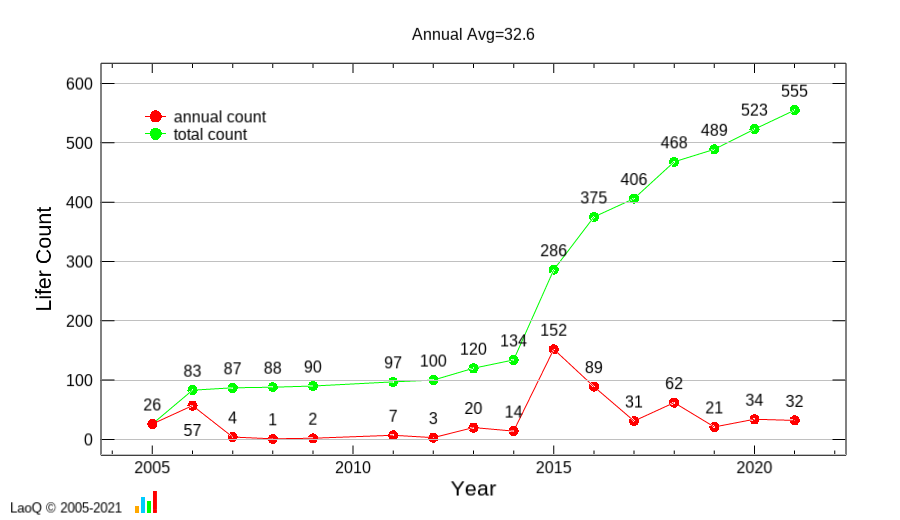 Annual Avg=32.6
600
500
400
300
200
100
0
Lifer Count
annual count
total count
26 83 87 88 90 97 100 120 134 286 375 406 468 489 523 555
57 4 1 2 7 3 20 14 152 89 31 62 21 34 32
2005 2010 2015 2020
Year
LaoQ © 2005-2021